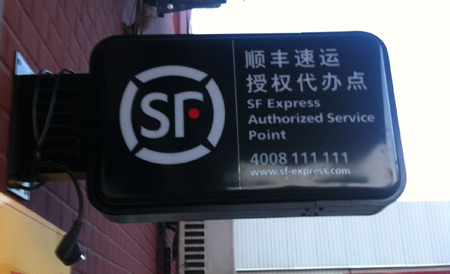 SF
顺丰速运
授权代办点
SF Express
Authorized Service
Point
4008 111 111
www.sf-express.com